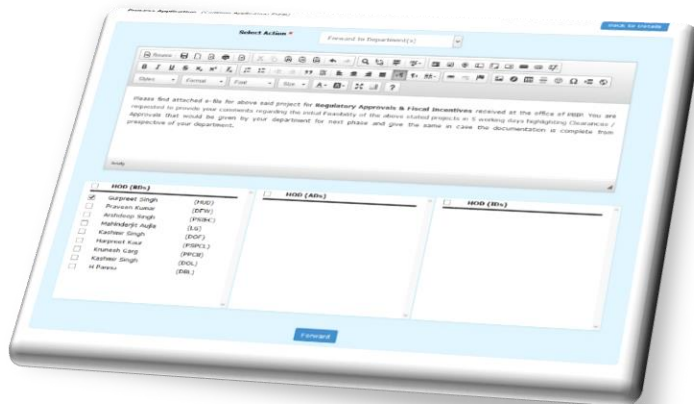 Back to Details
Select Action *
Forward to Department(s)
Source
Styles
Format
Font
Size
Please find attached e-file for above said project for Regulatory Approvals & Fiscal Incentives received at the office of PBIP. You are
requested to provide your comments regarding the initial Feasibility of the above stated projects in 5 working days highlighting Clearances /
Approvals that would be given by your department for next phase and give the same in case the documentation is complete from
prespective of your department.
body
HOD (BDs)
Gurpreet Singh (HUD)
Praveen Kumar (DFW)
Arshdeep Singh (PSIEC)
Mahinderjit Aujla (LG)
Kashmir Singh (DOF)
Harpreet Kaur (PSPCL)
Krunesh Garg (PPCB)
Kashmir Singh (DOL)
H Pannu (DBL)
HOD (ADs)
HOD (IDs)
Forward